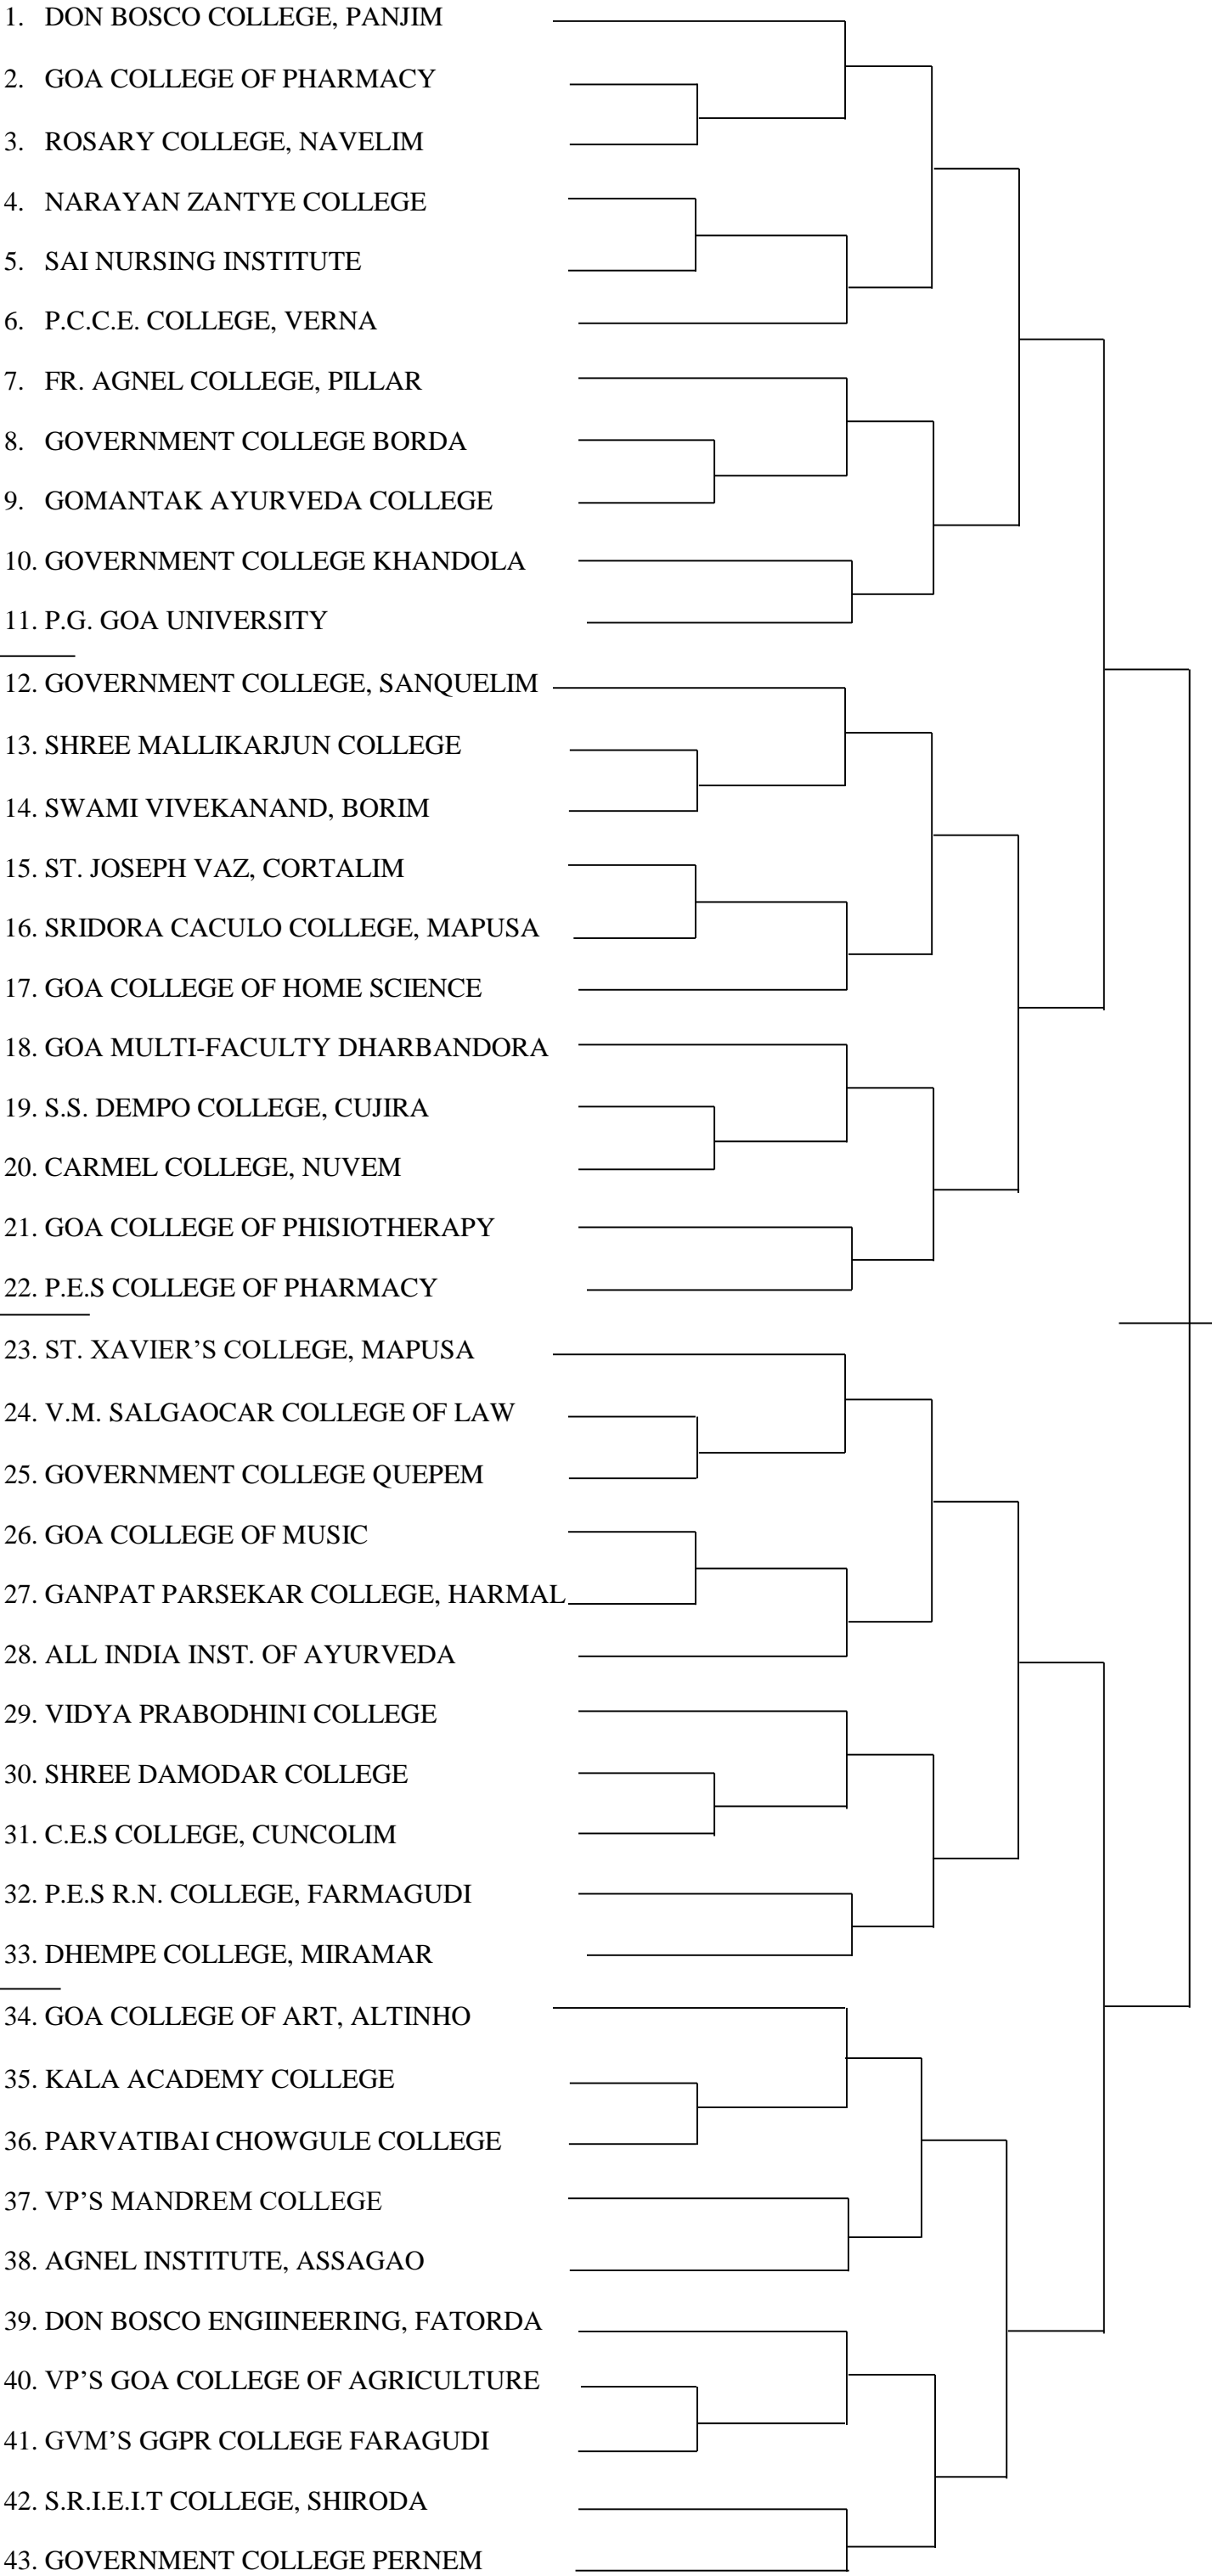 1. DON BOSCO COLLEGE, PANJIM
2. GOA COLLEGE OF PHARMACY
3. ROSARY COLLEGE, NAVELIM
4. NARAYAN ZANTYE COLLEGE
5. SAI NURSING INSTITUTE
6. P.C.C.E. COLLEGE, VERNA
7. FR. AGNEL COLLEGE, PILLAR
8. GOVERNMENT COLLEGE BORDA
9. GOMANTAK AYURVEDA COLLEGE
10. GOVERNMENT COLLEGE KHANDOLA
11. P.G. GOA UNIVERSITY
12. GOVERNMENT COLLEGE, SANQUELIM
13. SHREE MALLIKARJUN COLLEGE
14. SWAMI VIVEKANAND, BORIM
15. ST. JOSEPH VAZ, CORTALIM
16. SRIDORA CACULO COLLEGE, MAPUSA
17. GOA COLLEGE OF HOME SCIENCE
18. GOA MULTI-FACULTY DHARBANDORA
19. S.S. DEMPO COLLEGE, CUJIRA
20. CARMEL COLLEGE, NUVEM
21. GOA COLLEGE OF PHISIOTHERAPY
22. P.E.S COLLEGE OF PHARMACY
23. ST. XAVIER’S COLLEGE, MAPUSA
24. V.M. SALGAOCAR COLLEGE OF LAW
25. GOVERNMENT COLLEGE QUEPEM
26. GOA COLLEGE OF MUSIC
27. GANPAT PARSEKAR COLLEGE, HARMAL
28. ALL INDIA INST. OF AYURVEDA
29. VIDYA PRABODHINI COLLEGE
30. SHREE DAMODAR COLLEGE
31. C.E.S COLLEGE, CUNCOLIM
32. P.E.S R.N. COLLEGE, FARMAGUDI
33. DHEMPE COLLEGE, MIRAMAR
34. GOA COLLEGE OF ART, ALTINHO
35. KALA ACADEMY COLLEGE
36. PARVATIBAI CHOWGULE COLLEGE
37. VP’S MANDREM COLLEGE
38. AGNEL INSTITUTE, ASSAGAO
39. DON BOSCO ENGIINEERING, FATORDA
40. VP’S GOA COLLEGE OF AGRICULTURE
41. GVM’S GGPR COLLEGE FARAGUDI
42. S.R.I.E.I.T COLLEGE, SHIRODA
43. GOVERNMENT COLLEGE PERNEM